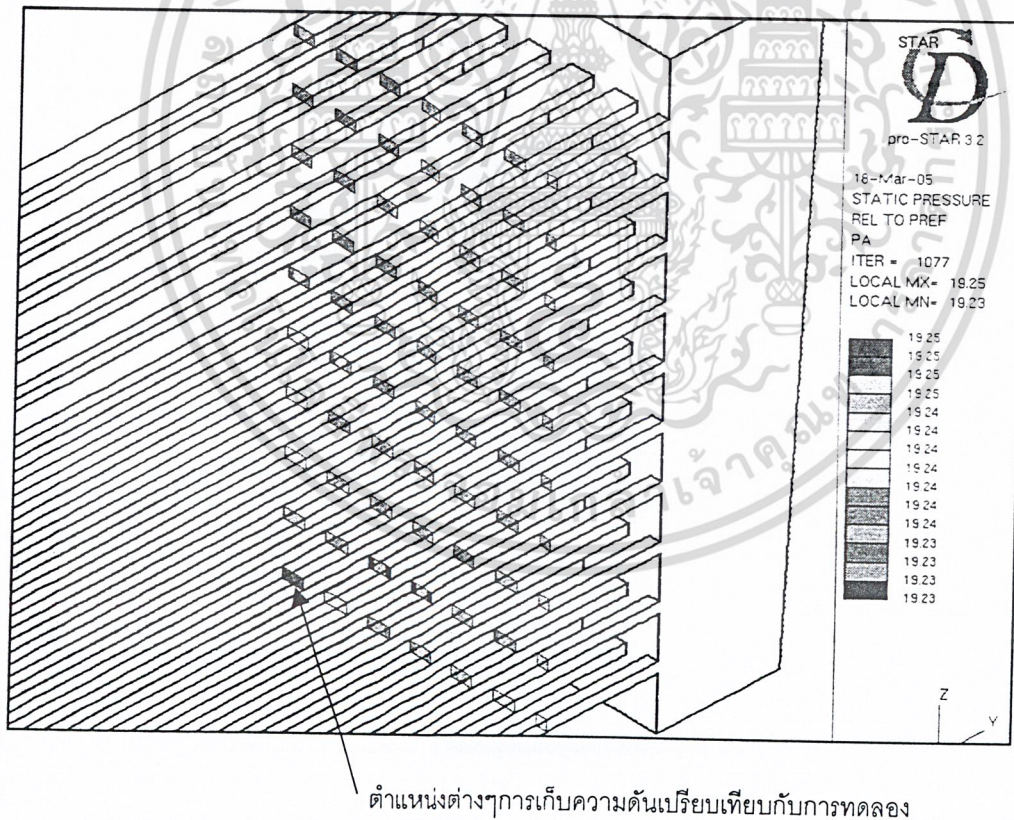 STAR
CD
pro-STAR 3.2
18-Mar-05
STATIC PRESSURE
REL TO PREF
PA
ITER = 1077
LOCAL MX= 19.25
LOCAL MN= 19.23
19.25
19.25
19.25
19.25
19.24
19.24
19.24
19.24
19.24
19.24
19.24
19.23
19.23
19.23
19.23
Z
Y
ตำแหน่งต่างๆการเก็บความดันเปรียบเทียบกับการทดลอง